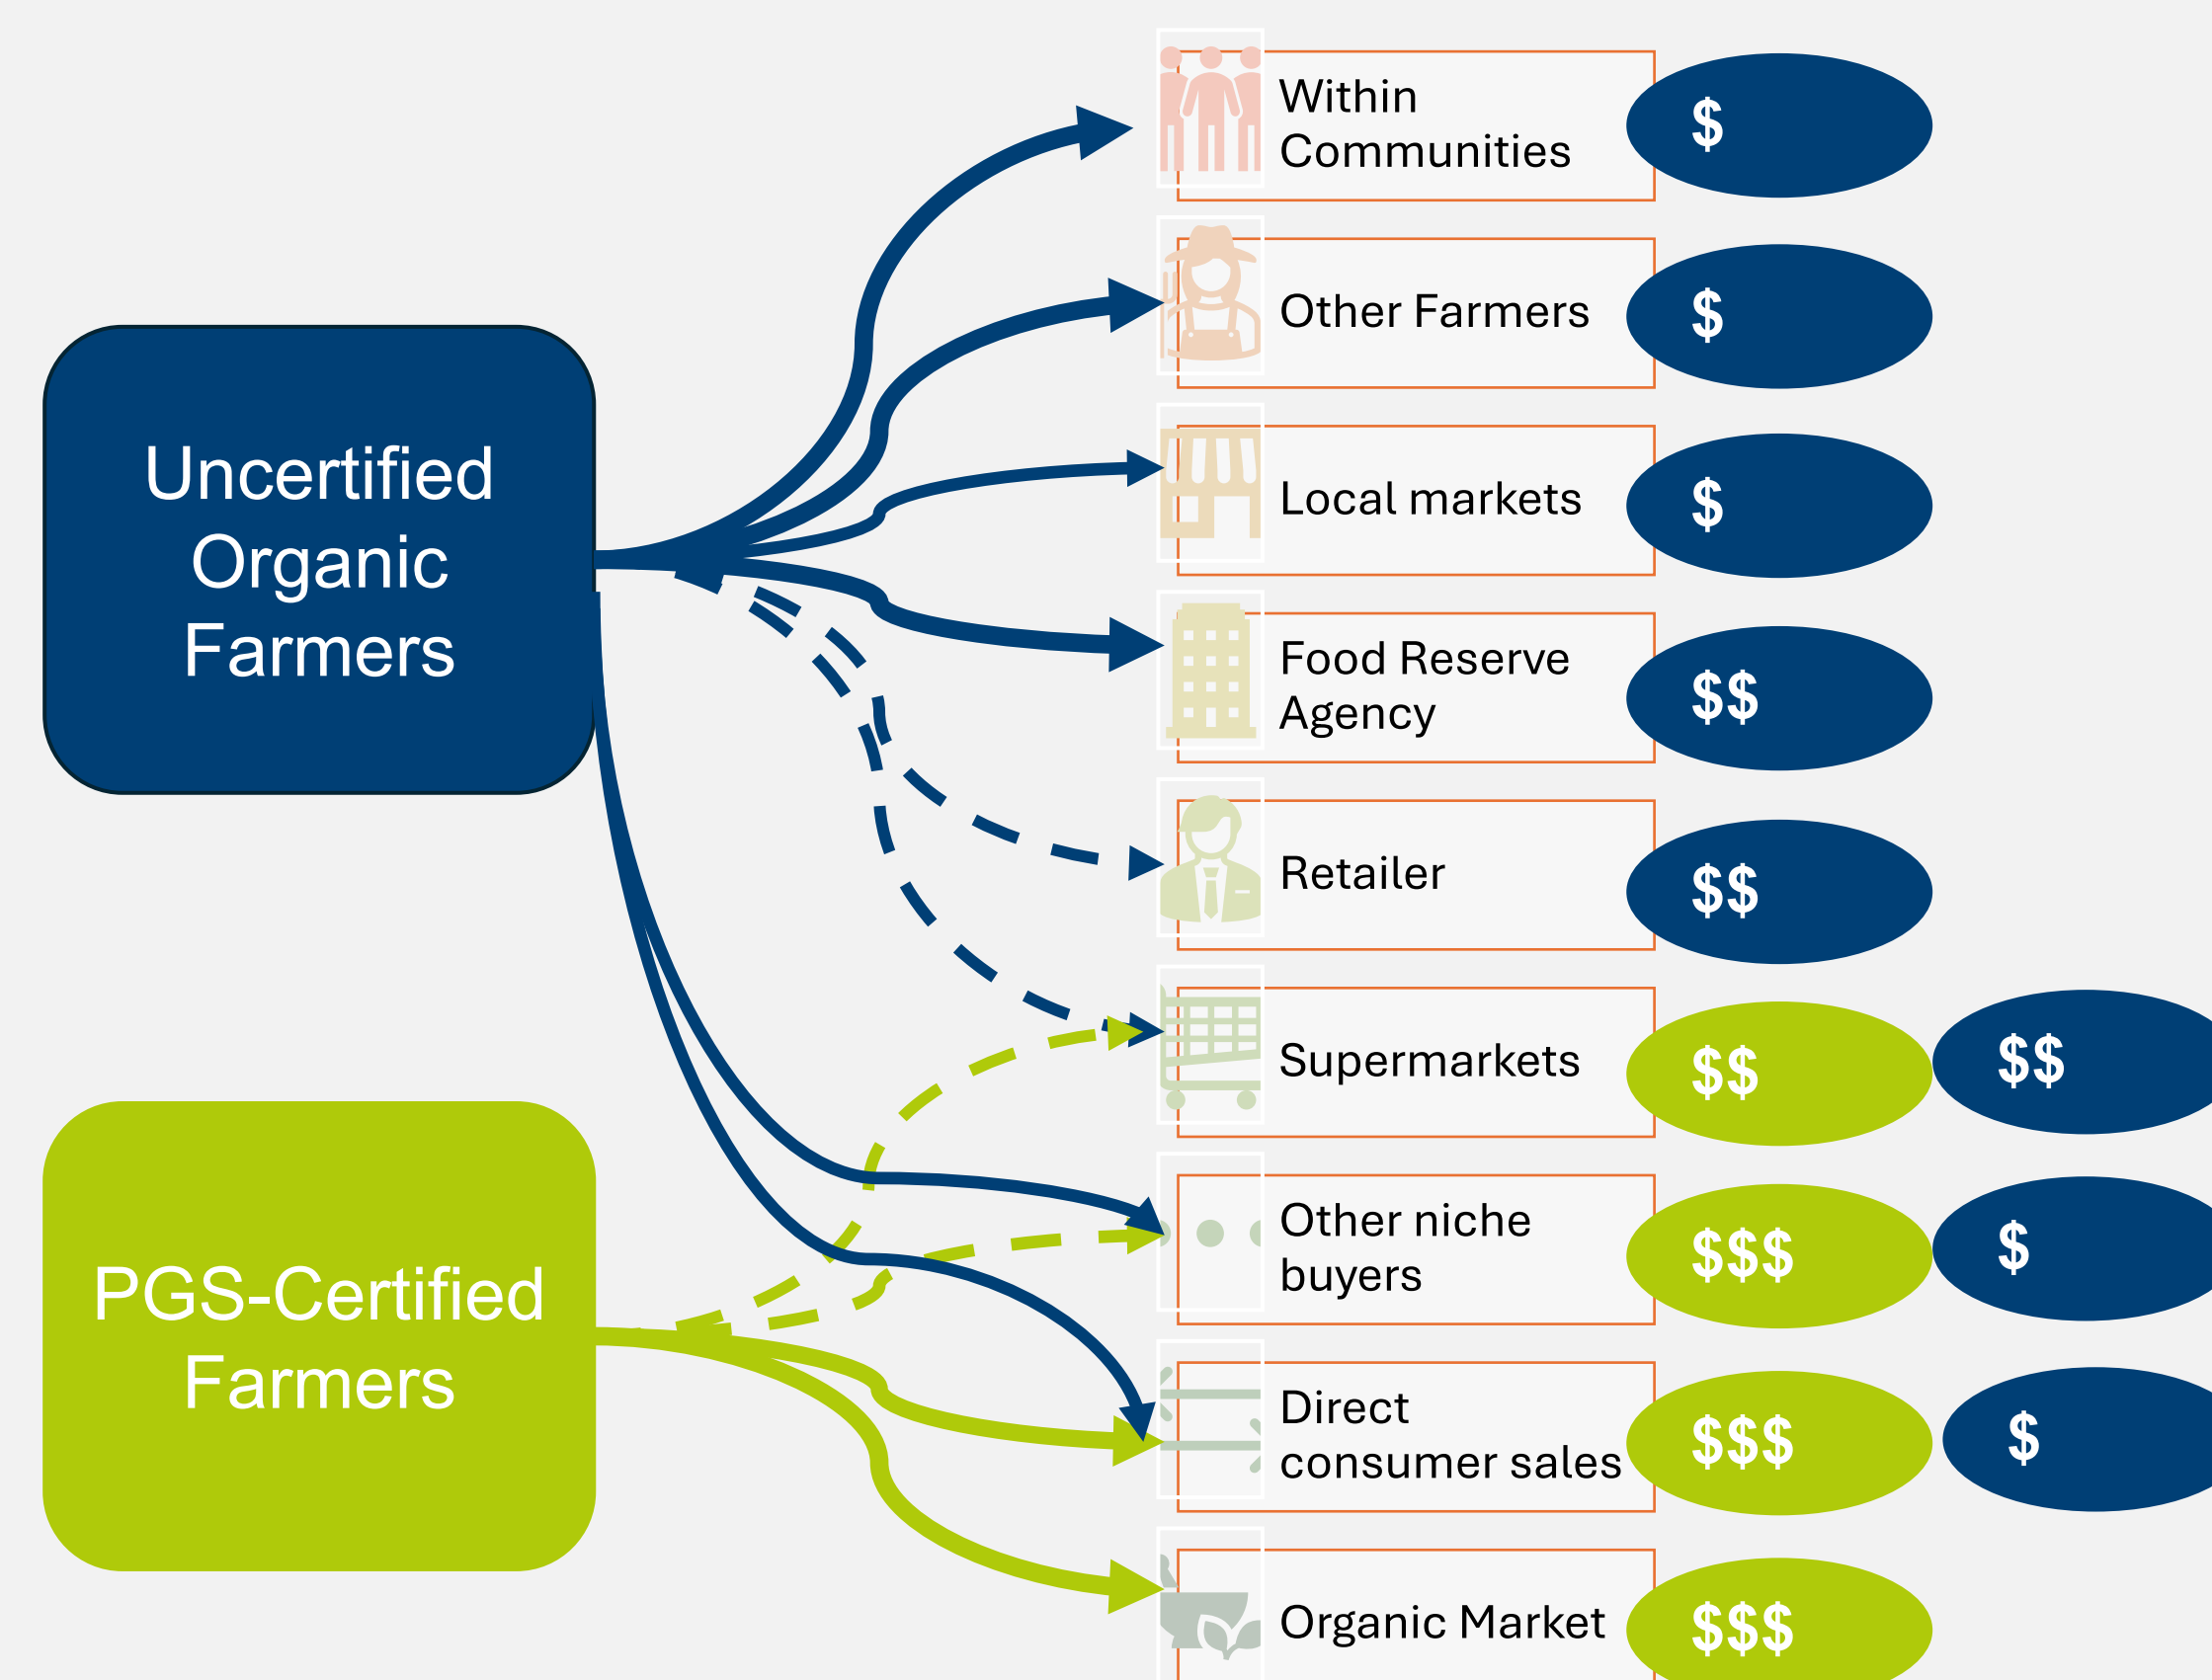 Uncertified
Organic
Farmers
PGS-Certified
Farmers
Within
Communities
$
Other Farmers
$
Local markets
$
Food Reserve
Agency
$$
Retailer
$$
Supermarkets
$$
$$
Other niche
buyers
$$$
$
Direct
consumer sales
$$$
$
Organic Market
$$$